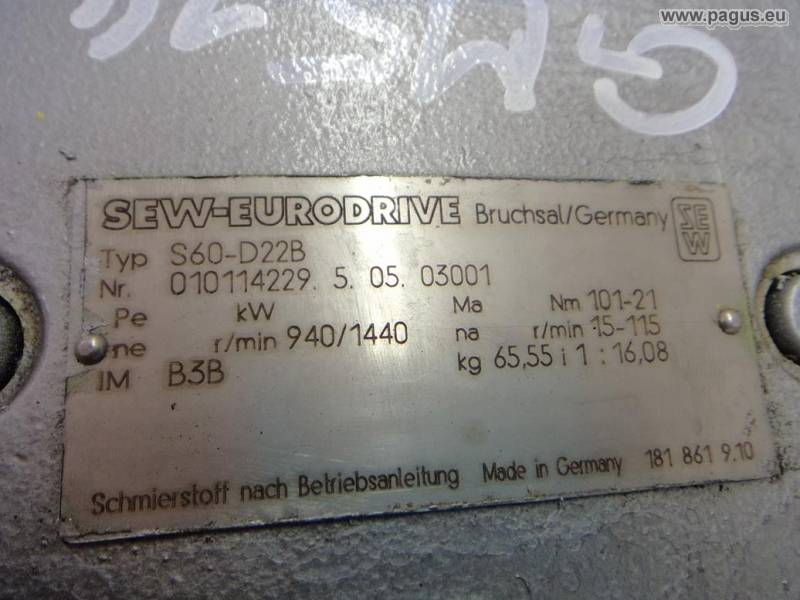 www.pagus.eu
SEW-EURODRIVE Bruchsal/Germany SEW
Typ S60-D22B
Nr. 010114229. 5. 05. 03001
Pe kW Ma Nm 101-21
ne r/min 940/1440 na r/min 15-115
IM B3B kg 65,55 i 1 : 16,08
Schmierstoff nach Betriebsanleitung Made in Germany 181 861 9.10